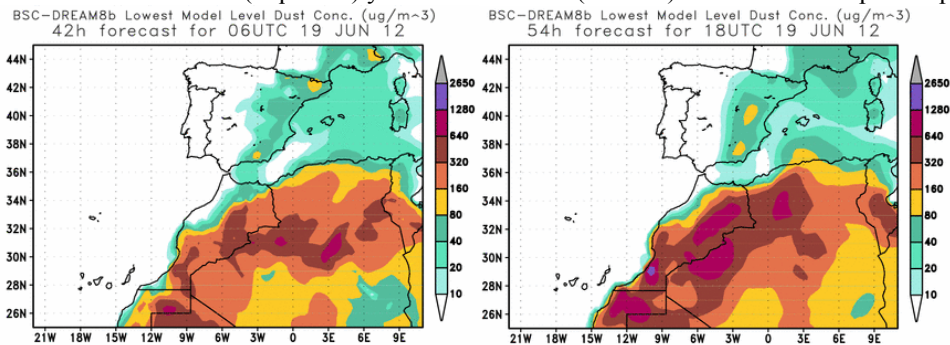 BSC-DREAM8b Lowest Model Level Dust Conc. (ug/m^3)
42h forecast for 06UTC 19 JUN 12
44N
42N
40N
38N
36N
34N
32N
30N
28N
26N
21W 18W 15W 12W 9W 6W 3W 0 3E 6E 9E
2650
1280
640
320
160
80
40
20
10
BSC-DREAM8b Lowest Model Level Dust Conc. (ug/m^3)
54h forecast for 18UTC 19 JUN 12
44N
42N
40N
38N
36N
34N
32N
30N
28N
26N
21W 18W 15W 12W 9W 6W 3W 0 3E 6E 9E
2650
1280
640
320
160
80
40
20
10